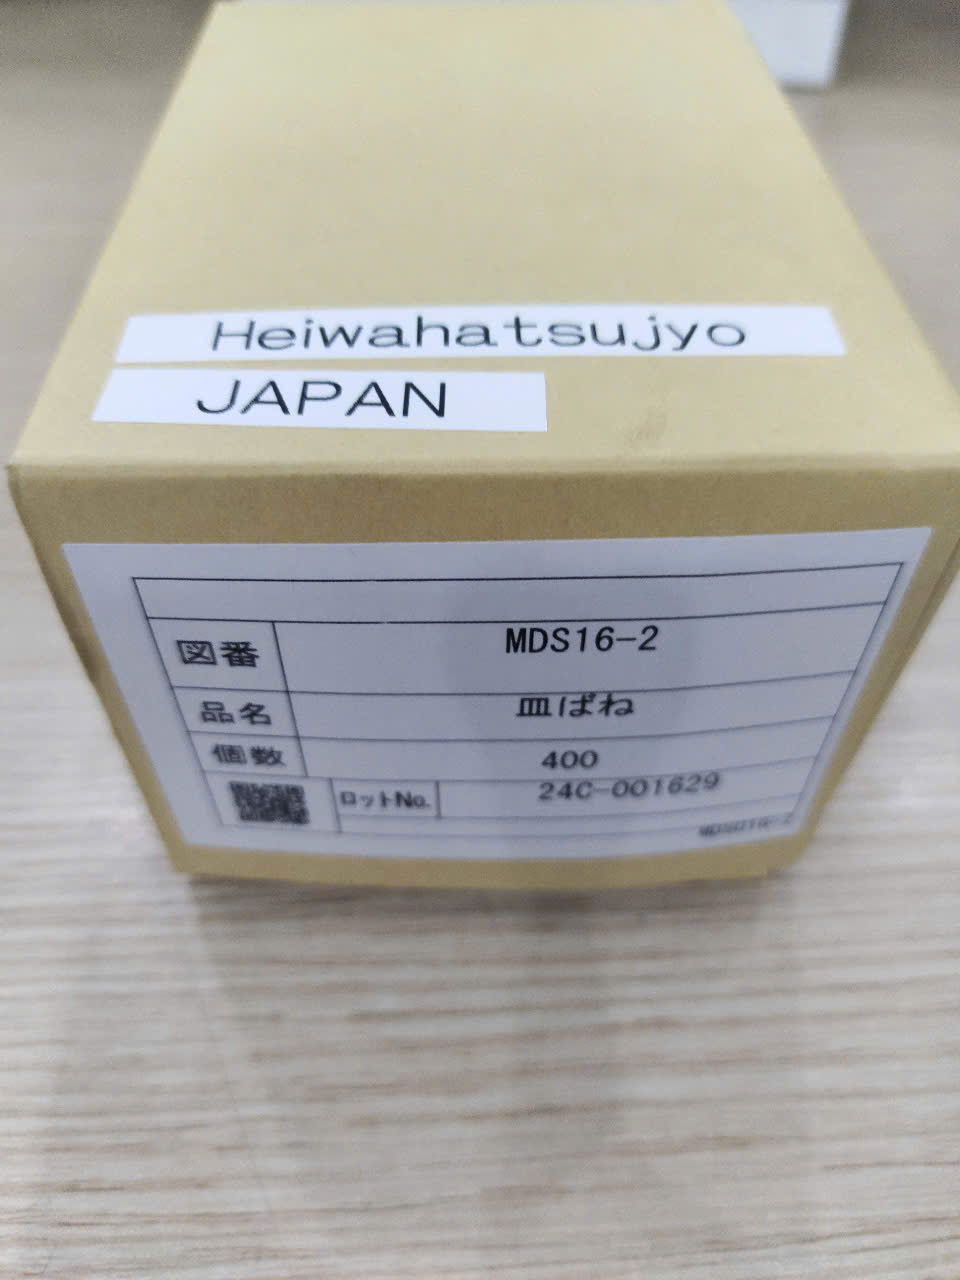 Heiwahatsujyo
JAPAN
図番 MDS16-2
品名 皿ばね
個数 400
ロットNo. 24C-001629